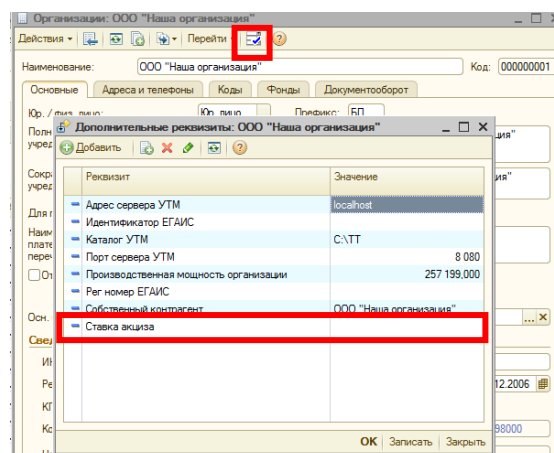 Организации: ООО "Наша организация"
Действия Перейти
Наименование: ООО "Наша организация" Код: 000000001
Основные Адреса и телефоны Коды Фонды Документооборот
Юр. / физ. лицо: Юр. лицо Префикс: БП
Дополнительные реквизиты: ООО "Наша организация"
Добавить
Реквизит Значение
Адрес сервера УТМ localhost
Идентификатор ЕГАИС
Каталог УТМ C:\TT
Порт сервера УТМ 8 080
Производственная мощность организации 257 199,000
Рег номер ЕГАИС
Собственный контрагент ООО "Наша организация"
Ставка акциза
Осн.
12.2006
98000
OK Записать Закрыть